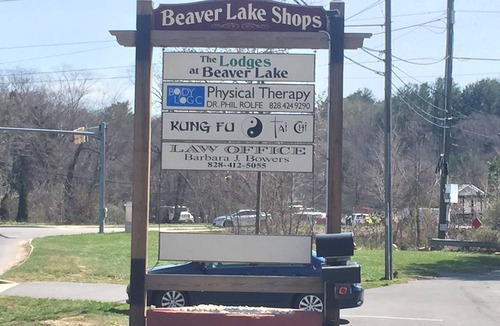 Beaver Lake Shops
The Lodges
at Beaver Lake
BODY LOGIC Physical Therapy
DR. PHIL ROLFE 828.424.9290
KUNG FU TAI CHI
LAW OFFICE
Barbara J. Bowers
828-412-5055